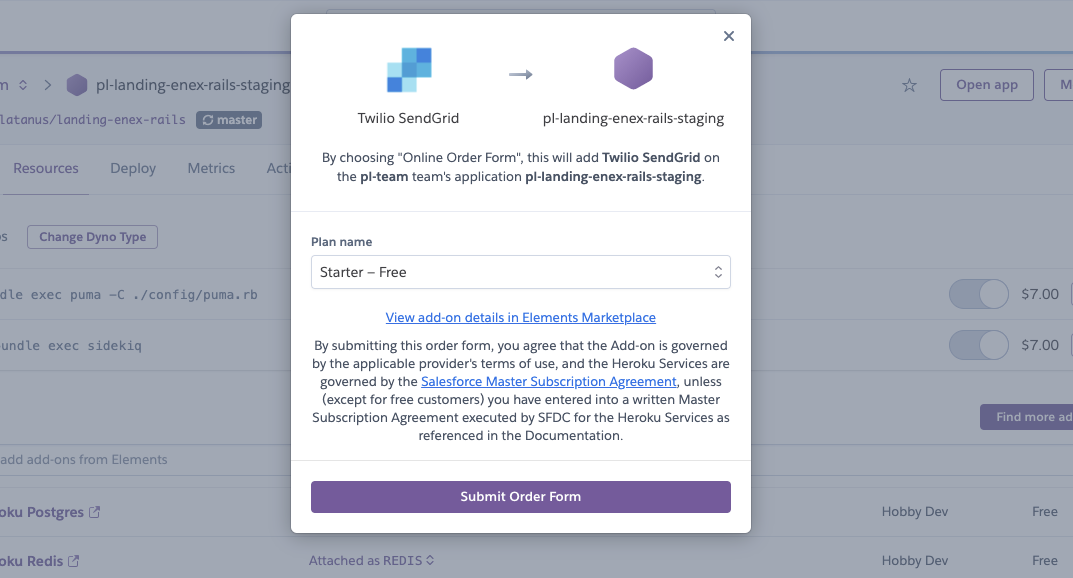 Twilio SendGrid
pl-landing-enex-rails-staging
By choosing "Online Order Form", this will add Twilio SendGrid on
the pl-team team's application pl-landing-enex-rails-staging.
Plan name
Starter – Free
View add-on details in Elements Marketplace
By submitting this order form, you agree that the Add-on is governed
by the applicable provider's terms of use, and the Heroku Services are
governed by the Salesforce Master Subscription Agreement, unless
(except for free customers) you have entered into a written Master
Subscription Agreement executed by SFDC for the Heroku Services as
referenced in the Documentation.
Submit Order Form
pl-landing-enex-rails-staging
Open app
latanus/landing-enex-rails
master
Resources
Deploy
Metrics
Acti
Change Dyno Type
dle exec puma -C ./config/puma.rb
$7.00
undle exec sidekiq
$7.00
Find more ad
add add-ons from Elements
oku Postgres
Hobby Dev
Free
oku Redis
Attached as REDIS
Hobby Dev
Free